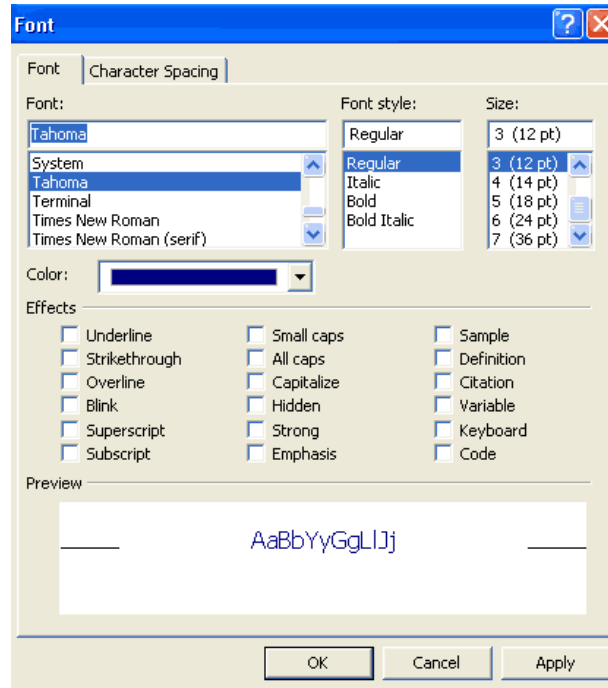 Font
Font Character Spacing
Font: Font style: Size:
Tahoma Regular 3 (12 pt)
System Regular 3 (12 pt)
Tahoma Italic 4 (14 pt)
Terminal Bold 5 (18 pt)
Times New Roman Bold Italic 6 (24 pt)
Times New Roman (serif) 7 (36 pt)
Color:
Effects
Underline Small caps Sample
Strikethrough All caps Definition
Overline Capitalize Citation
Blink Hidden Variable
Superscript Strong Keyboard
Subscript Emphasis Code
Preview
AaBbYyGgLlJj
OK Cancel Apply